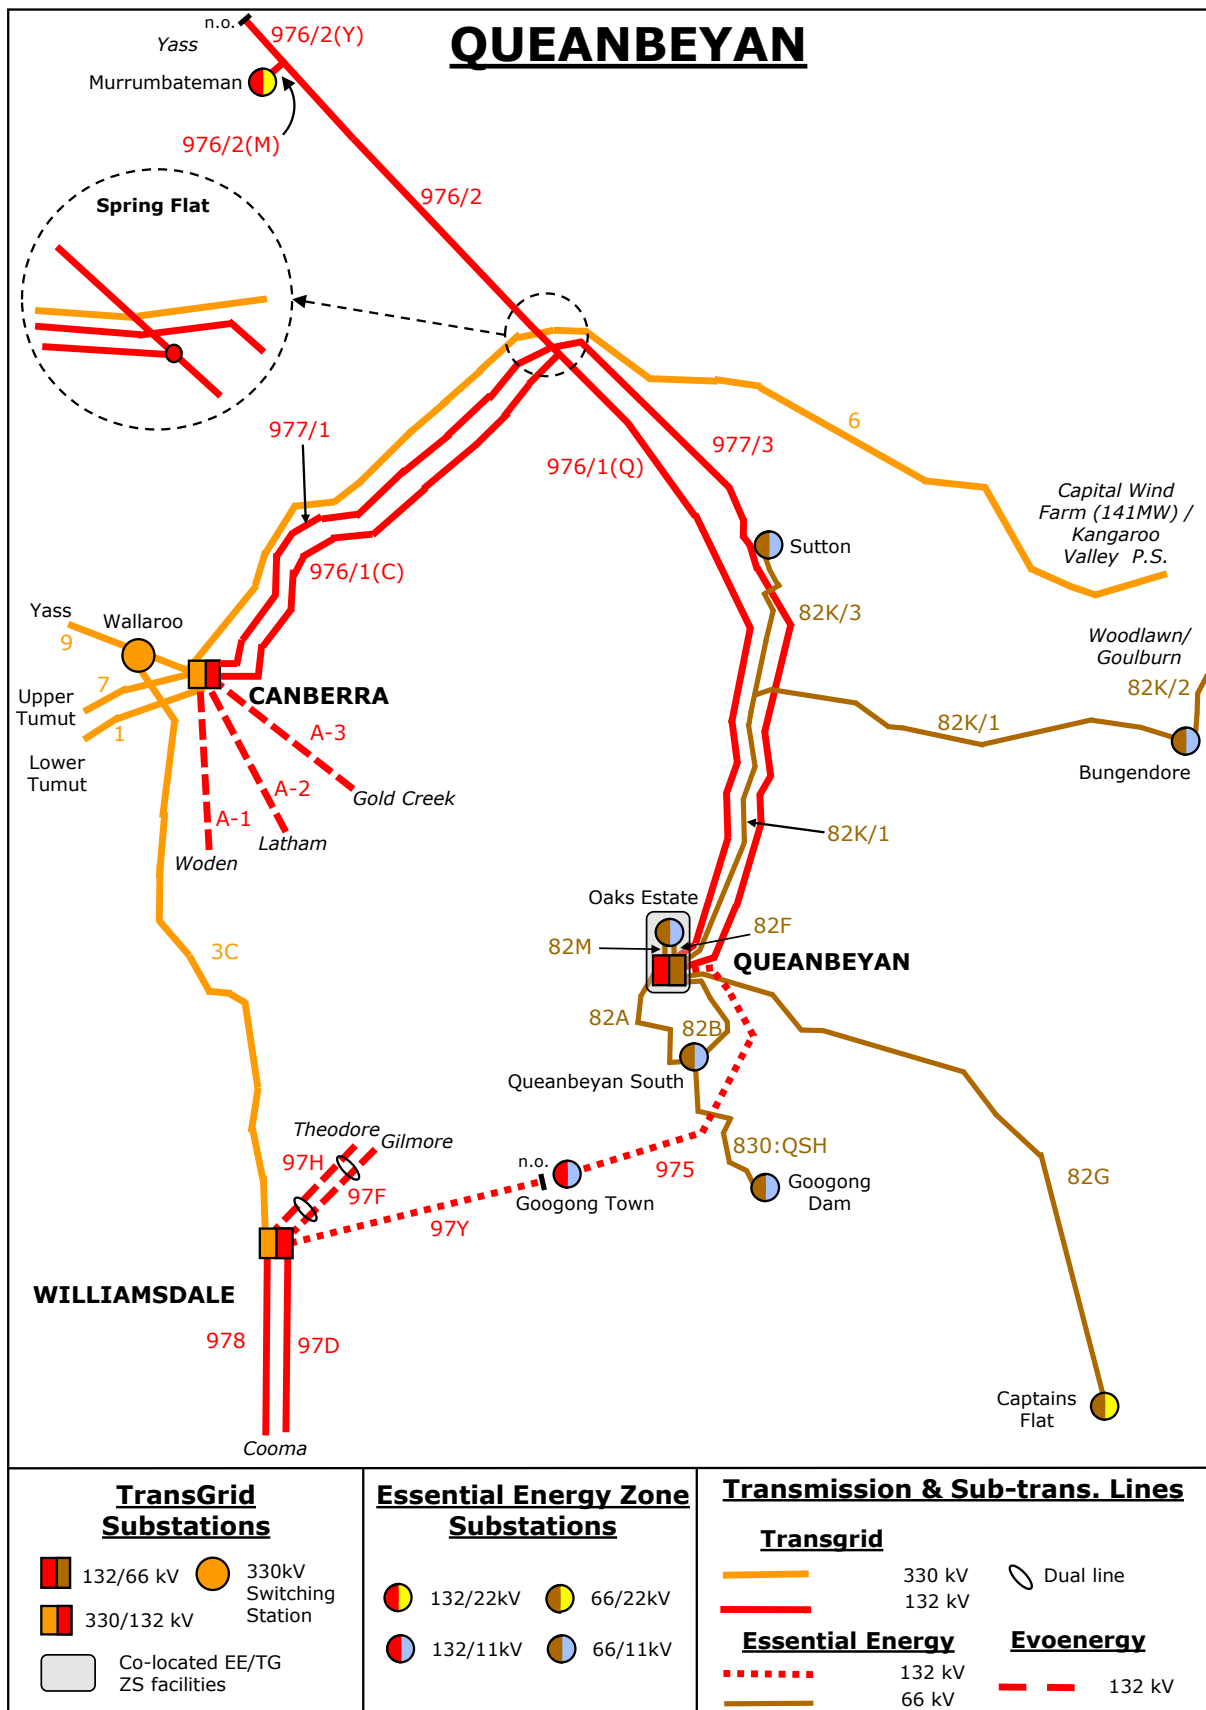 QUEANBEYAN
n.o.
976/2(Y)
Yass
Murrumbateman
976/2(M)
976/2
Spring Flat
977/1
976/1(Q)
977/3
6
Capital Wind
Farm (141MW) /
Kangaroo
Valley P.S.
Sutton
976/1(C)
82K/3
Yass
Wallaroo
9
Woodlawn/
Goulburn
82K/2
7
Upper
Tumut
CANBERRA
1
A-3
82K/1
Lower
Tumut
Bungendore
A-2
Gold Creek
A-1
Latham
Woden
82K/1
Oaks Estate
82F
82M
QUEANBEYAN
3C
82A
82B
Queanbeyan South
Theodore
Gilmore
97H
97F
n.o.
Googong Town
975
830:QSH
Googong
Dam
82G
97Y
WILLIAMSDALE
978
97D
Cooma
Captains
Flat
TransGrid
Substations
132/66 kV
330kV
Switching
Station
330/132 kV
Co-located EE/TG
ZS facilities
Essential Energy Zone
Substations
132/22kV
66/22kV
132/11kV
66/11kV
Transmission & Sub-trans. Lines
Transgrid
330 kV
132 kV
Dual line
Essential Energy
132 kV
66 kV
Evoenergy
132 kV